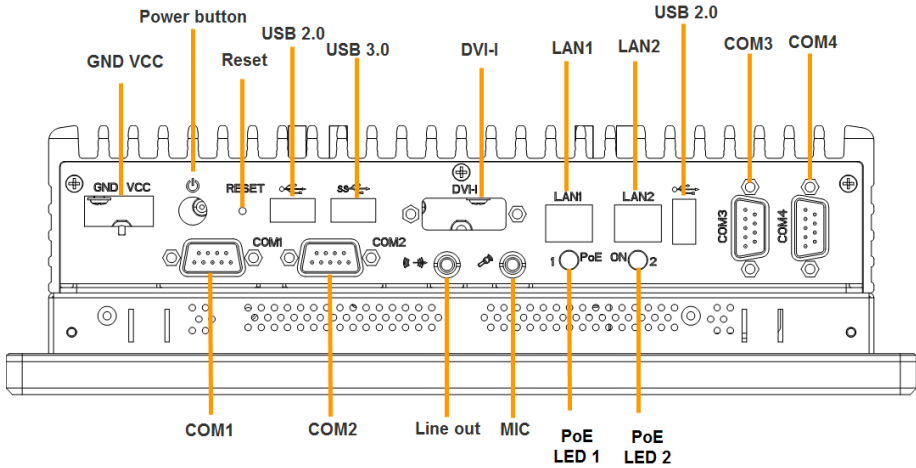 Power button
USB 2.0
USB 2.0
USB 3.0
GND VCC
Reset
DVI-I
LAN1
LAN2
COM3
COM4
GND VCC
RESET
SS
DVI-I
LAN1
LAN2
COM3
COM4
COM1
COM2
1 PoE ON 2
COM1
COM2
Line out
MIC
PoE
LED 1
PoE
LED 2